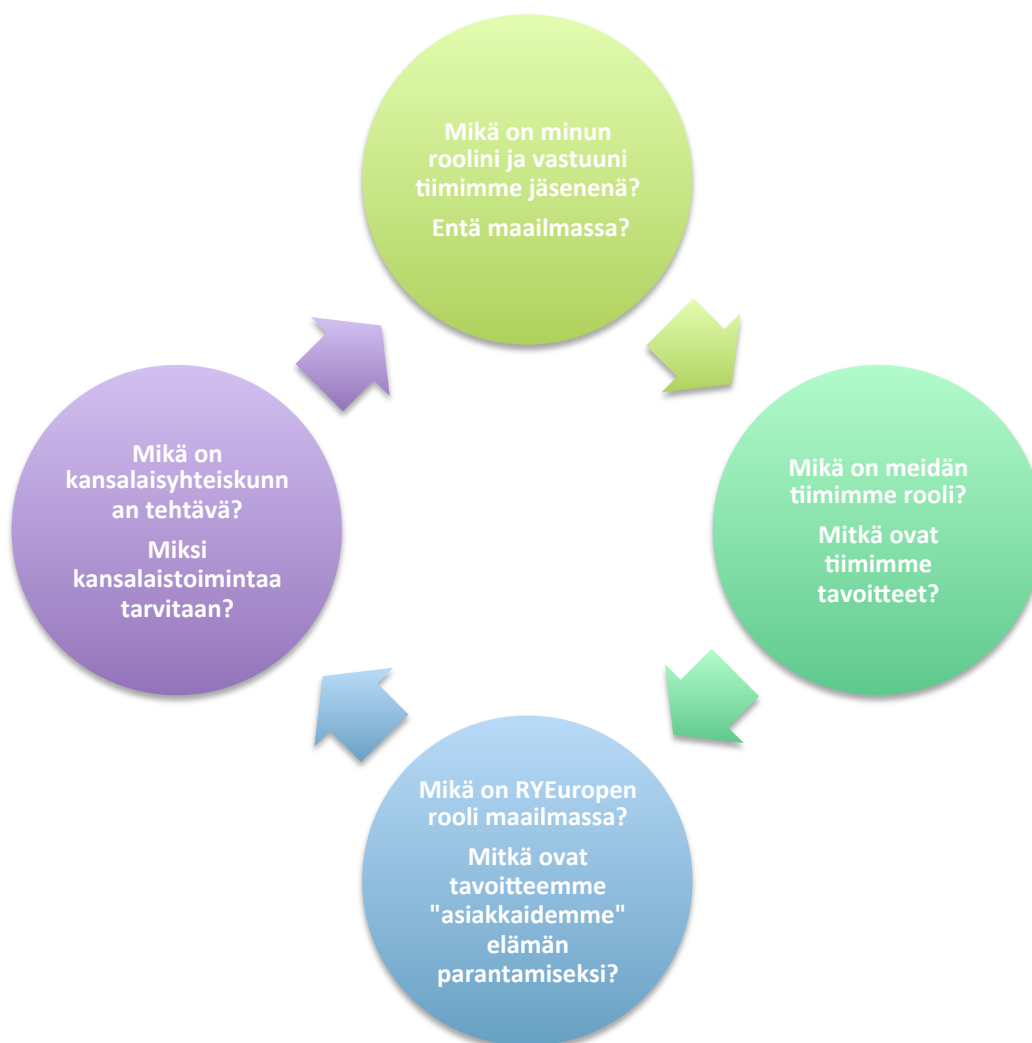 Mikä on minun
roolini ja vastuuni
tiimimme jäsenenä?
Entä maailmassa?
Mikä on meidän
tiimimme rooli?
Mitkä ovat
tiimimme
tavoitteet?
Mikä on RYEuropen
rooli maailmassa?
Mitkä ovat
tavoitteemme
"asiakkaidemme"
elämän
parantamiseksi?
Mikä on
kansalaisyhteiskunn
an tehtävä?
Miksi
kansalaistoimintaa
tarvitaan?